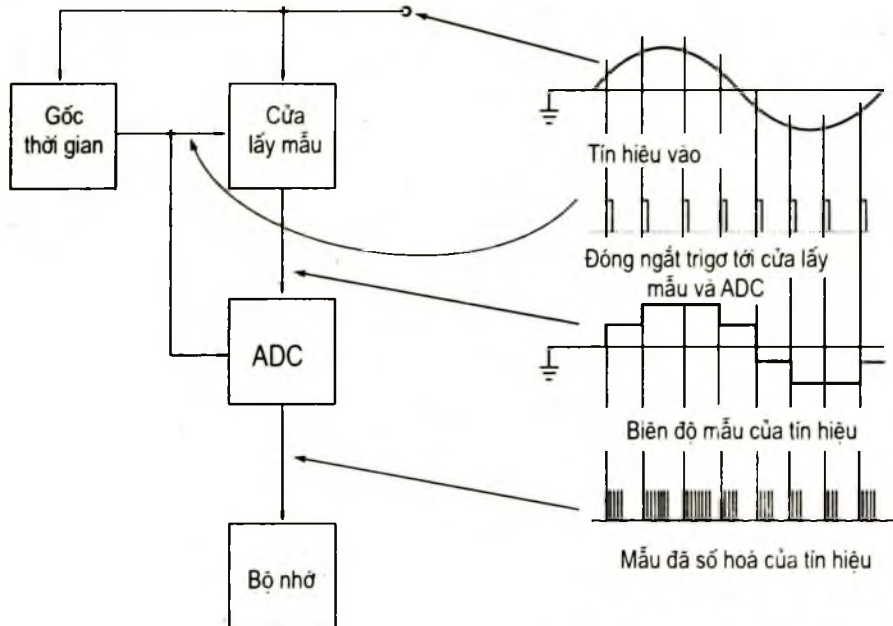 Gốc
thời gian
Cửa
lấy mẫu
Tín hiệu vào
Đóng ngắt trigơ tới cửa lấy
mẫu và ADC
ADC
Biên độ mẫu của tín hiệu
Bộ nhớ
Mẫu đã số hoá của tín hiệu